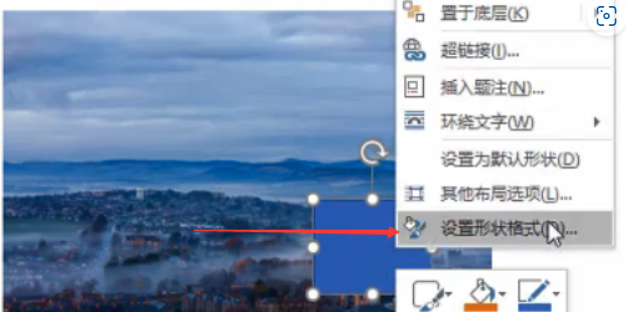 置于底层(K)
超链接(I)...
插入题注(N)...
环绕文字(W)
设置为默认形状(D)
其他布局选项(L)...
设置形状格式